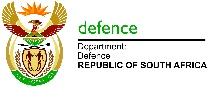 defence
Department:
Defence
REPUBLIC OF SOUTH AFRICA